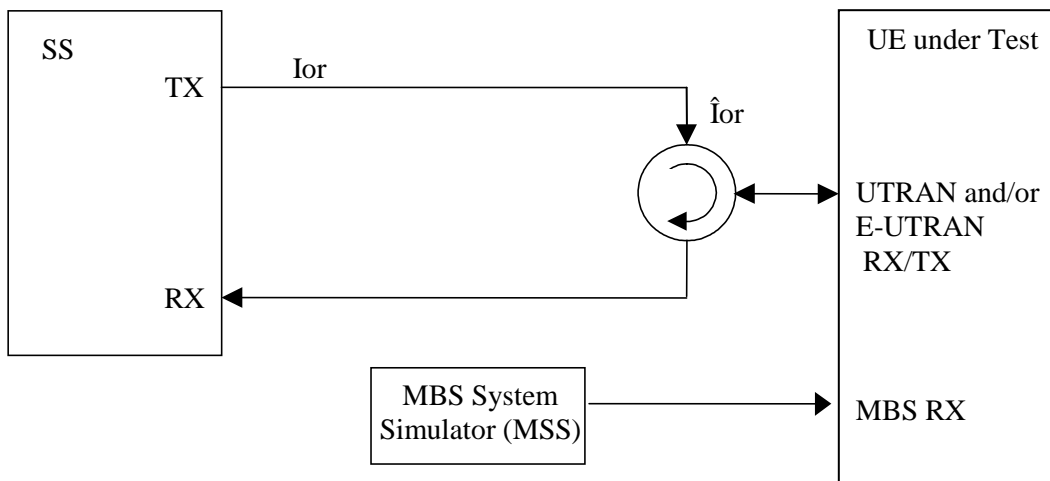 SS
TX
Ior
Îor
RX
UE under Test
UTRAN and/or
E-UTRAN
RX/TX
MBS System
Simulator (MSS)
MBS RX